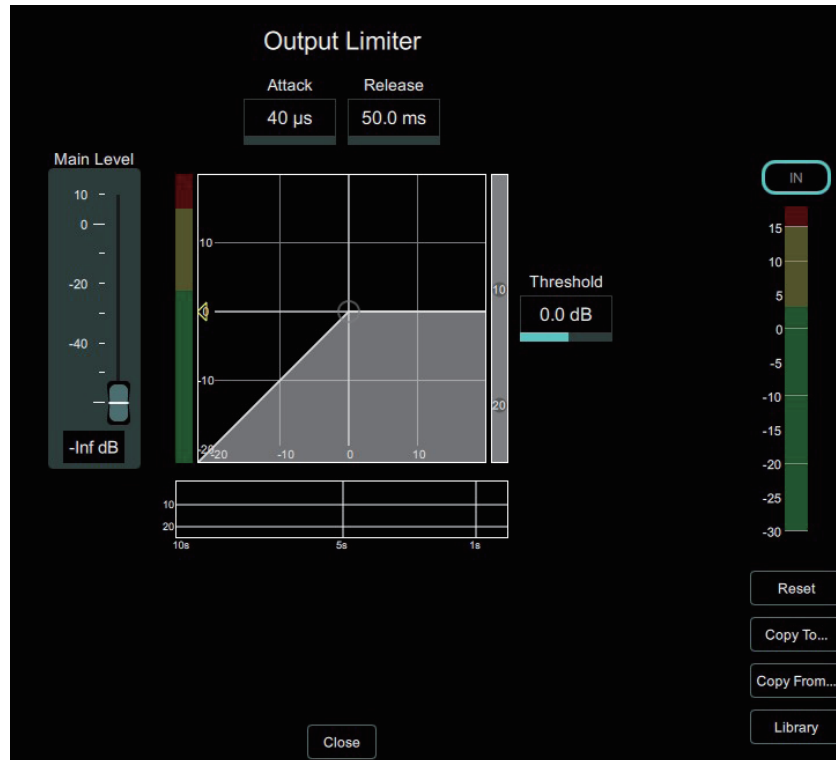 Output Limiter
Attack Release
40 µs 50.0 ms
Main Level
10
0
-20
-40
-Inf dB
10
0
-10
-20
-20 -10 0 10
10
20
Threshold
0.0 dB
10
20
10s 5s 1s
IN
15
10
5
0
-5
-10
-15
-20
-25
-30
Reset
Copy To...
Copy From...
Library
Close